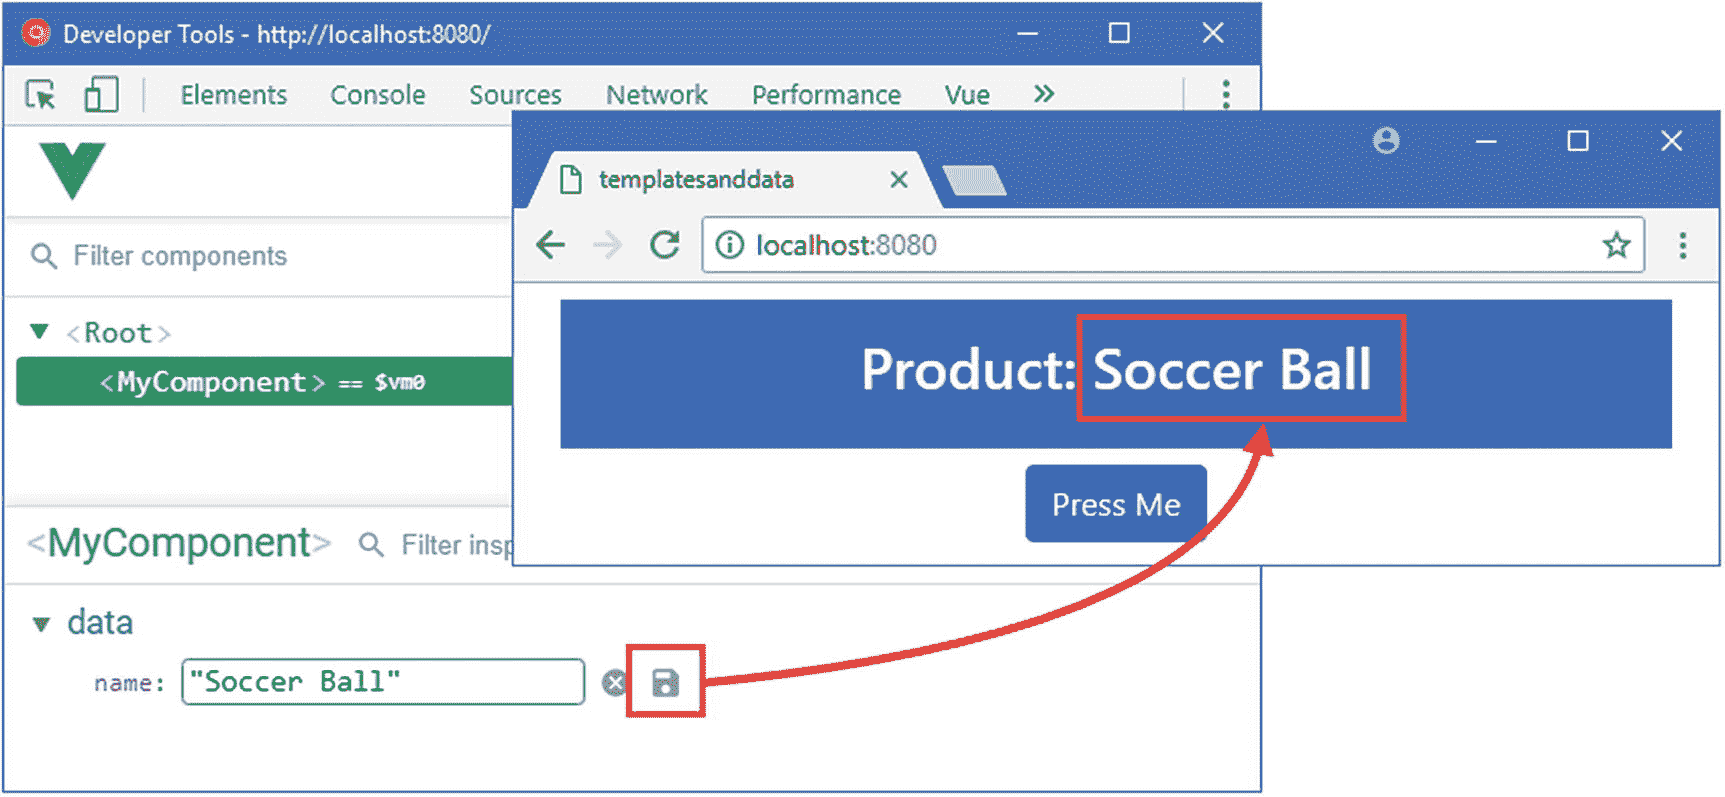 Developer Tools - http://localhost:8080/
Elements Console Sources Network Performance Vue »
Filter components
<Root>
<MyComponent> == $vm0
<MyComponent> Filter insp
data
name: "Soccer Ball"
templatesanddata
localhost:8080
Product: Soccer Ball
Press Me